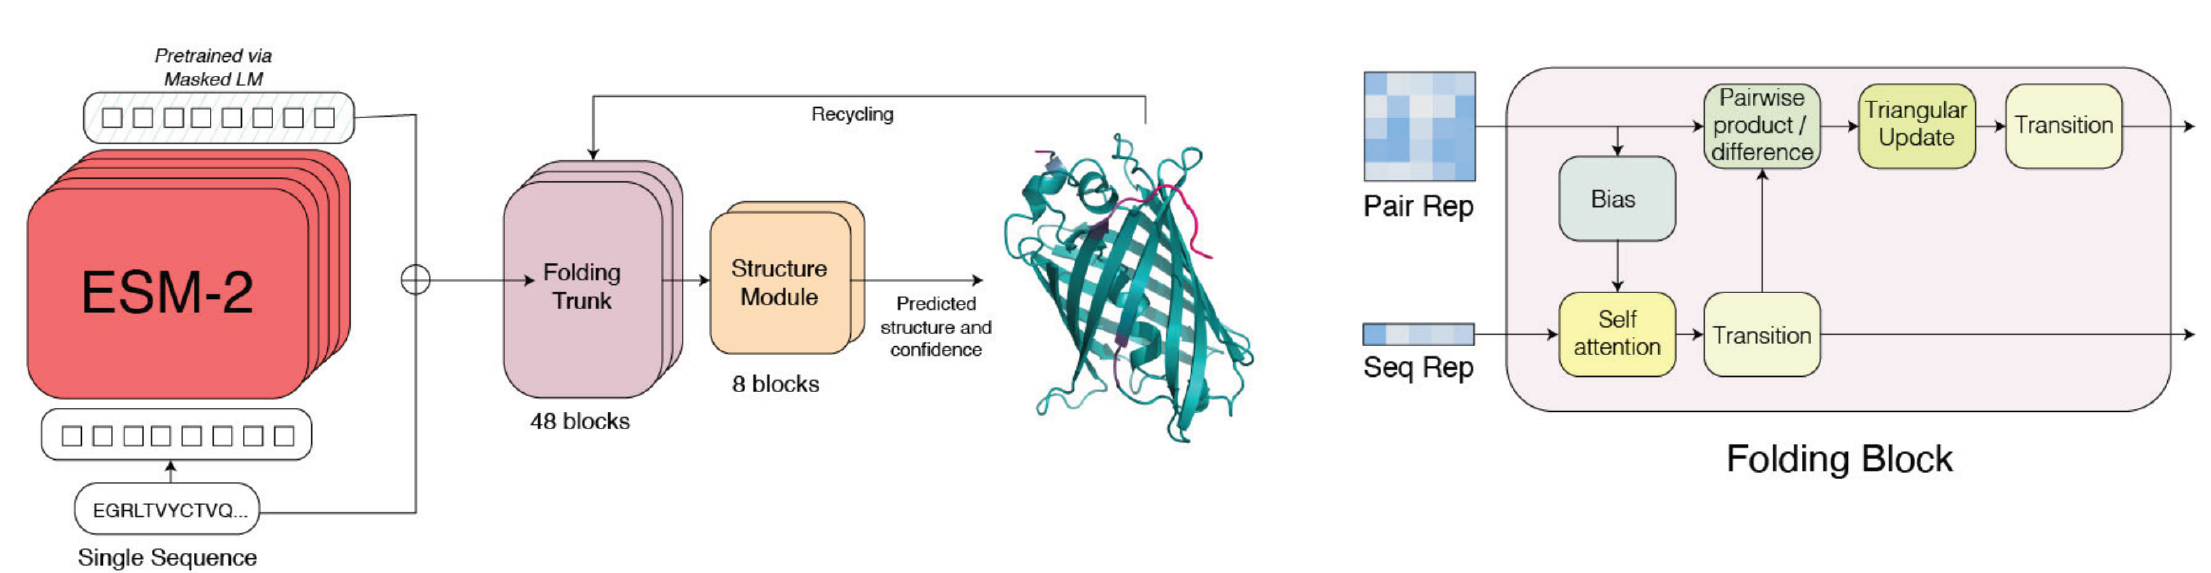 Pretrained via
Masked LM
ESM-2
EGRLTVYCTVQ...
Single Sequence
Recycling
Folding
Trunk
48 blocks
Structure
Module
8 blocks
Predicted
structure and
confidence
Pair Rep
Seq Rep
Bias
Self
attention
Transition
Pairwise
product /
difference
Triangular
Update
Transition
Folding Block